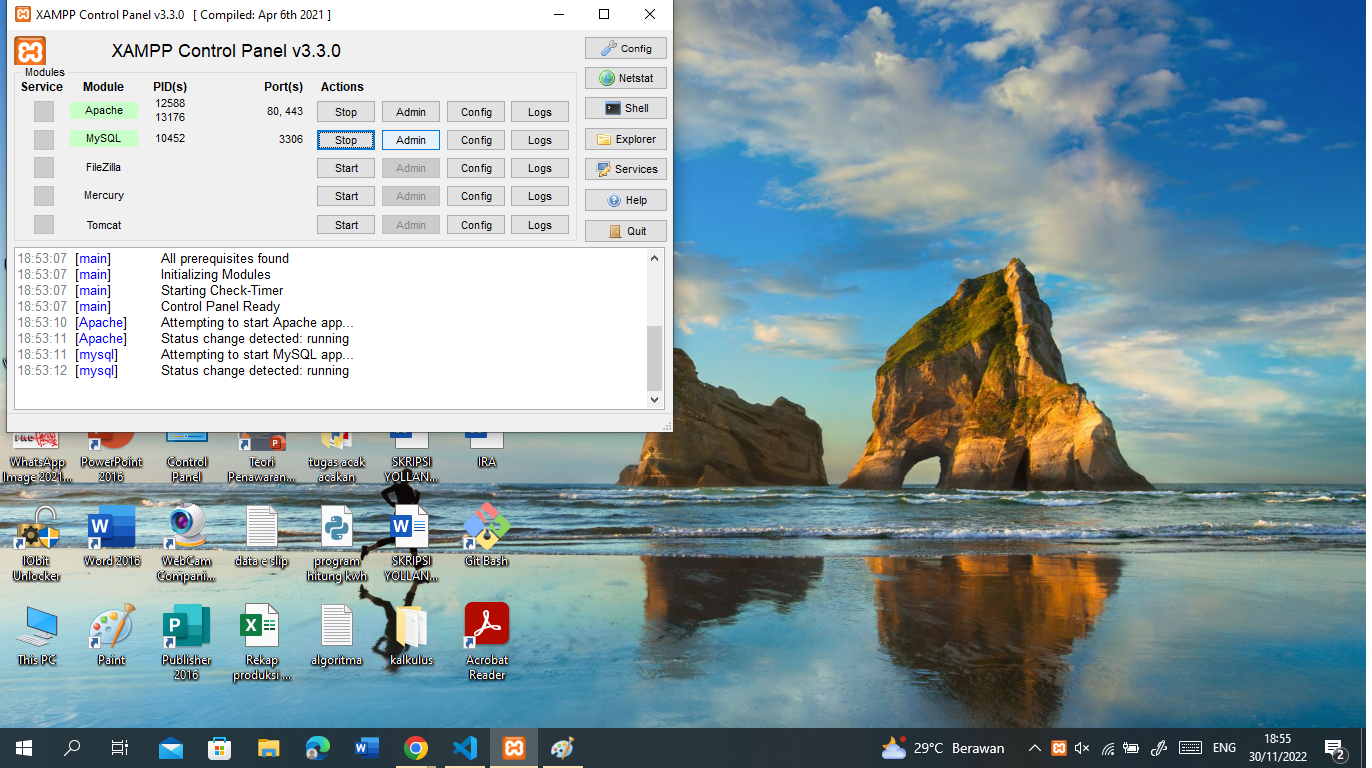 XAMPP Control Panel v3.3.0 [ Compiled: Apr 6th 2021 ]
XAMPP Control Panel v3.3.0
Config
Modules
Service Module PID(s) Port(s) Actions
Netstat
Apache 12588 13176 80, 443 Stop Admin Config Logs
Shell
MySQL 10452 3306 Stop Admin Config Logs
Explorer
FileZilla Start Admin Config Logs
Services
Mercury Start Admin Config Logs
Help
Tomcat Start Admin Config Logs
Quit
18:53:07 [main] All prerequisites found
18:53:07 [main] Initializing Modules
18:53:07 [main] Starting Check-Timer
18:53:07 [main] Control Panel Ready
18:53:10 [Apache] Attempting to start Apache app...
18:53:11 [Apache] Status change detected: running
18:53:11 [mysql] Attempting to start MySQL app...
18:53:12 [mysql] Status change detected: running
WhatsApp Image 2021...
PowerPoint 2016
Control Panel
Teori Penawaran...
tugas acak acakan
SKRIPSI YOLLAN...
IRA
IObit Unlocker
Word 2016
WebCam Compani...
data e slip
program hitung kwh
SKRIPSI YOLLAN...
Git Bash
This PC
Paint
Publisher 2016
Rekap produksi ...
algoritma
kalkulus
Acrobat Reader
29°C Berawan
ENG
18:55
30/11/2022
2